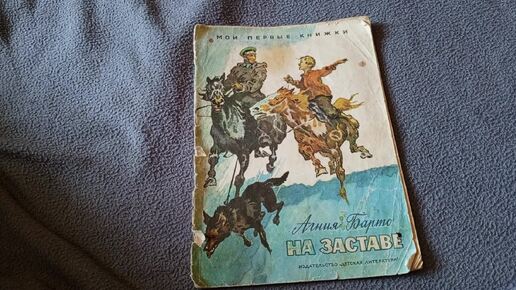 МОИ ПЕРВЫЕ КНИЖКИ
Агния Барто
НА ЗАСТАВЕ
ИЗДАТЕЛЬСТВО «ДЕТСКАЯ ЛИТЕРАТУРА»